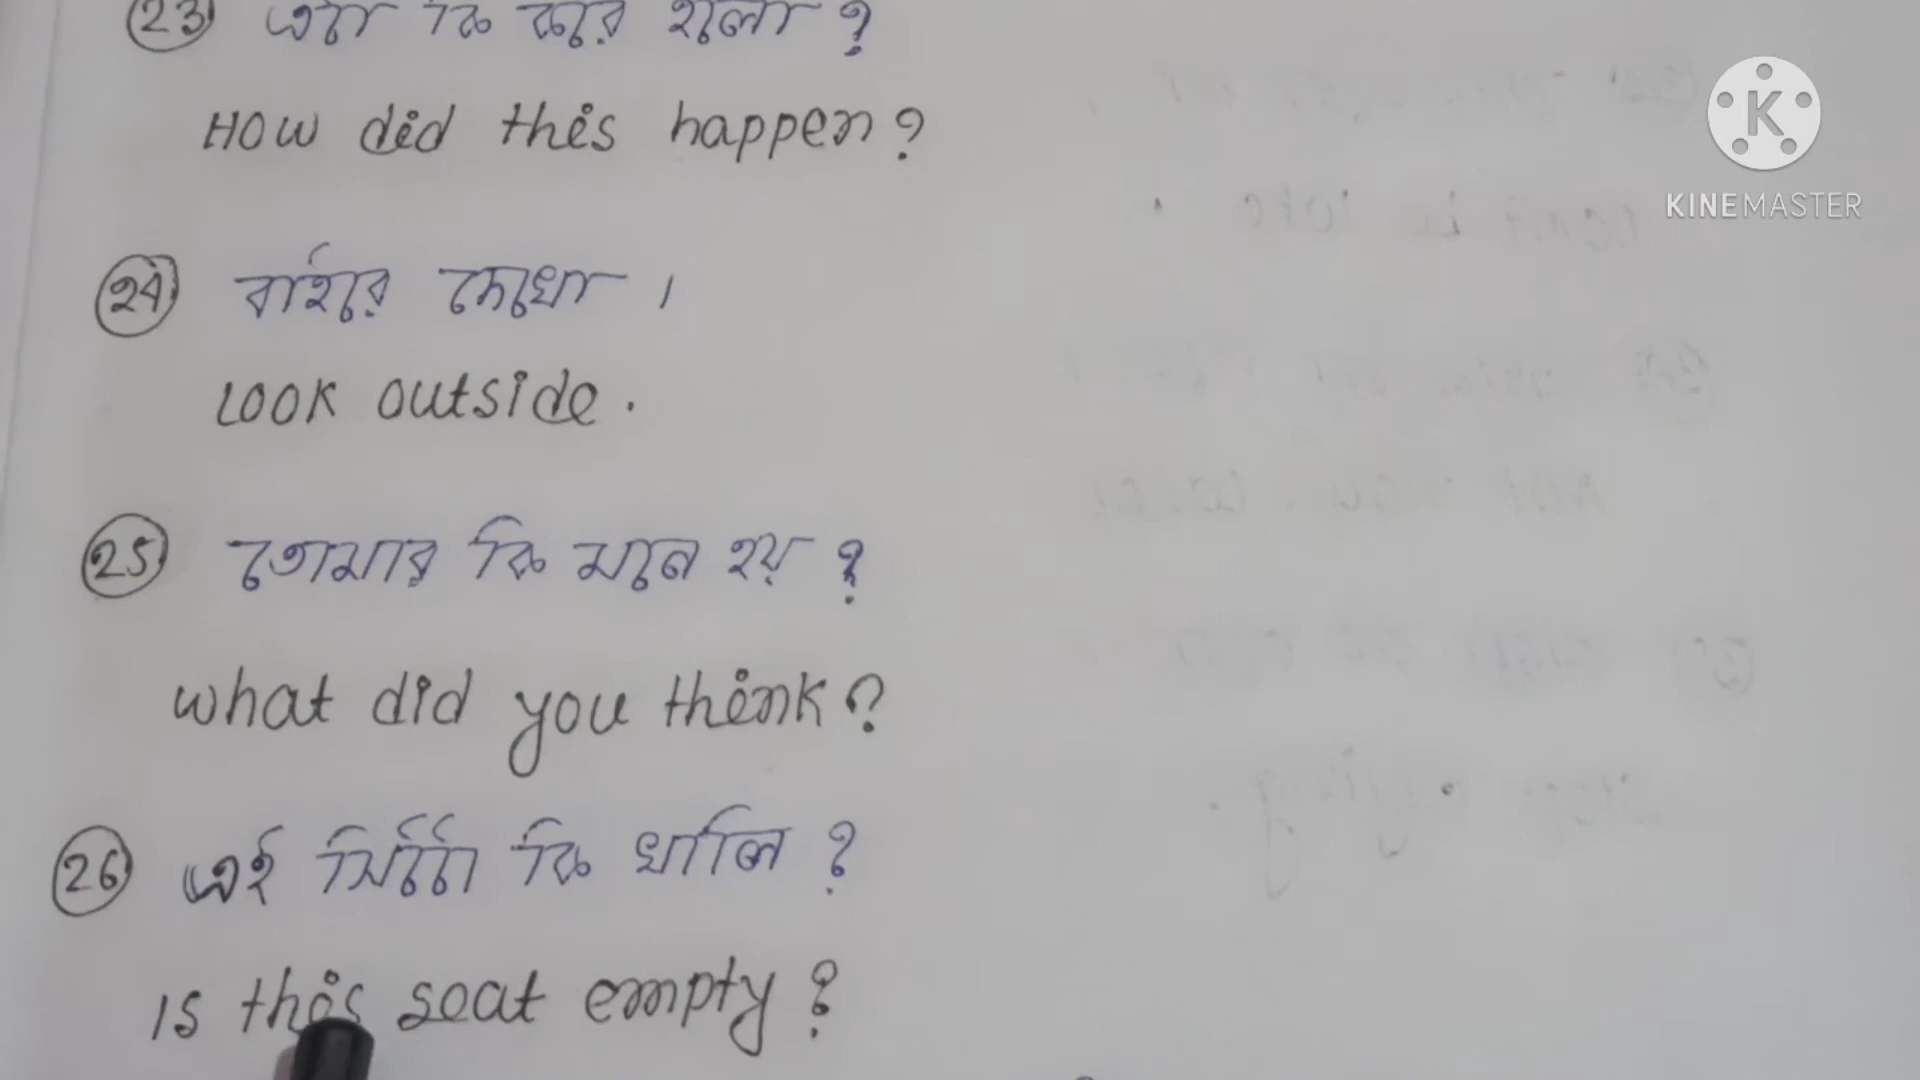 23 এটা কি করে হলো ?
How did this happen?
24 বাইরে দেখো ।
Look outside.
25 তোমার কি মনে হয় ?
what did you think?
26 এই সিটটা কি খালি ?
Is this seat empty?
KINEMASTER